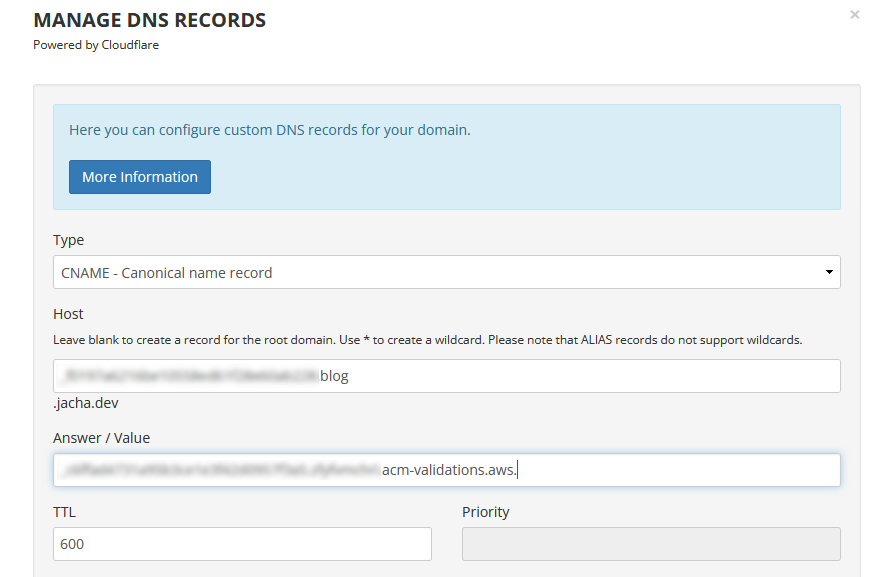 MANAGE DNS RECORDS
×
Powered by Cloudflare
Here you can configure custom DNS records for your domain.
More Information
Type
CNAME - Canonical name record
Host
Leave blank to create a record for the root domain. Use * to create a wildcard. Please note that ALIAS records do not support wildcards.
blog
.jacha.dev
Answer / Value
acm-validations.aws.
TTL
Priority
600